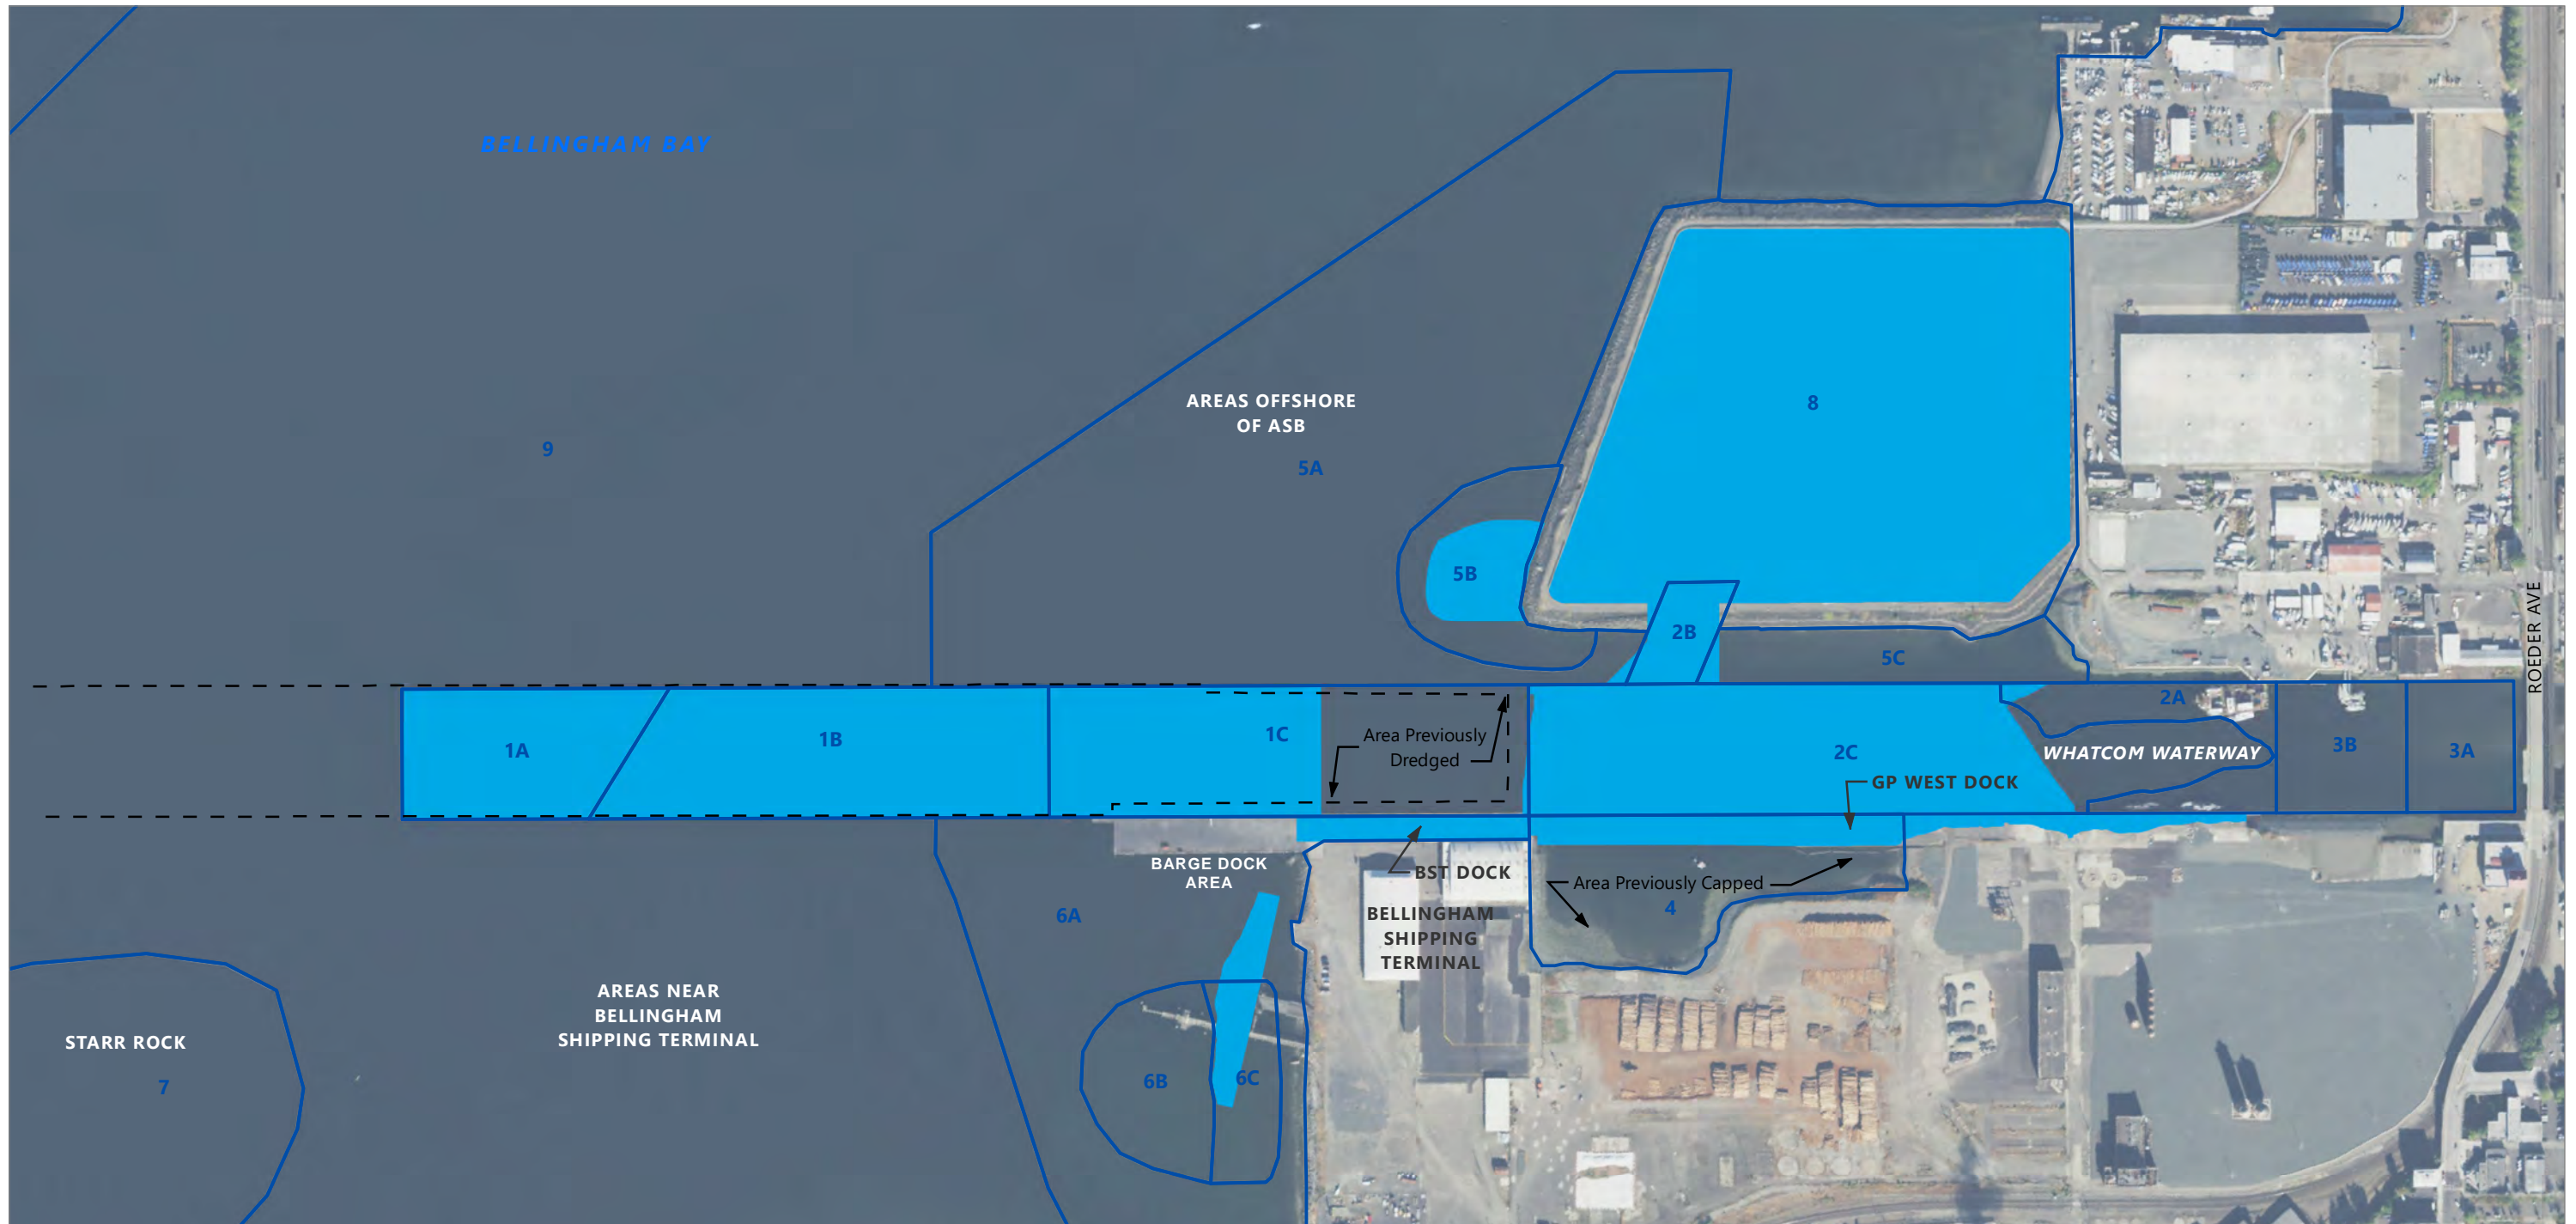 BELLINGHAM BAY
AREAS OFFSHORE
OF ASB
5A
8
9
5B
2B
5C
ROEDER AVE
1A
1B
1C
Area Previously
Dredged
2C
2A
WHATCOM WATERWAY
3B
3A
GP WEST DOCK
BARGE DOCK
AREA
BST DOCK
Area Previously Capped
4
6A
BELLINGHAM
SHIPPING
TERMINAL
AREAS NEAR
BELLINGHAM
SHIPPING TERMINAL
STARR ROCK
7
6B
6C